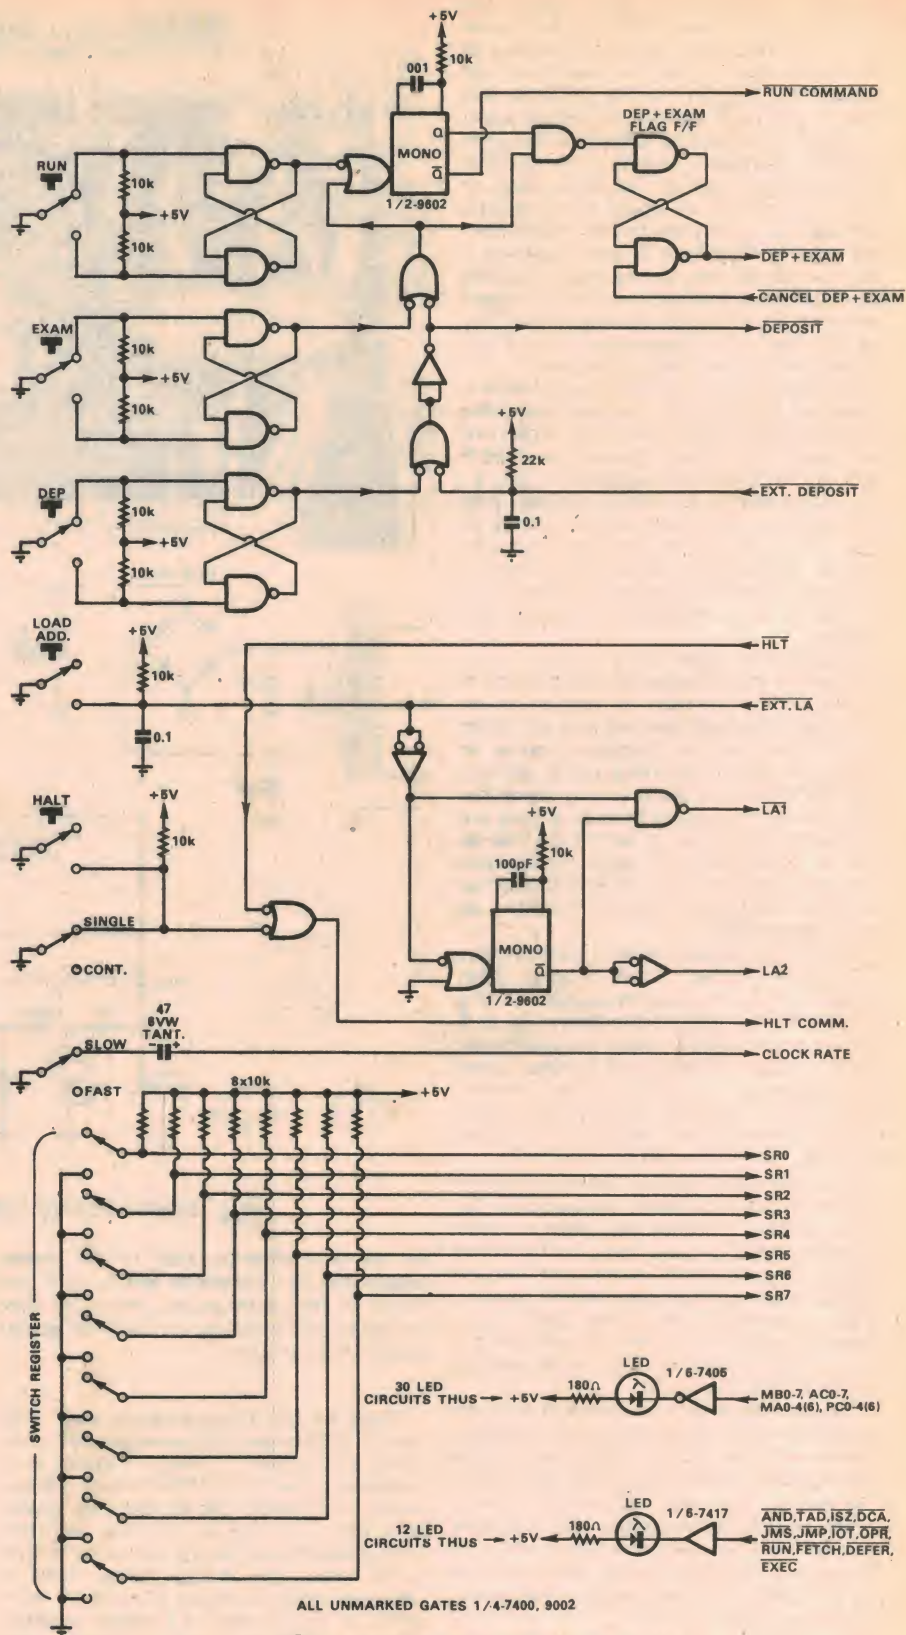 +5V
10k
001
RUN COMMAND
DEP+EXAM
FLAG F/F
Q
MONO
Q
1/2-9602
RUN
10k
+5V
10k
DEP+EXAM
CANCEL DEP+EXAM
DEPOSIT
EXAM
10k
+5V
10k
+5V
22k
DEP
10k
+5V
10k
EXT. DEPOSIT
0.1
LOAD
ADD.
+5V
10k
0.1
HLT
EXT. LA
HALT
+5V
10k
LA1
+5V
10k
100pF
SINGLE
MONO
Q
1/2-9602
CONT.
LA2
47
6VW
TANT.
- +
HLT COMM.
SLOW
CLOCK RATE
FAST
8x10k
+5V
SR0
SR1
SR2
SR3
SR4
SR5
SR6
SR7
SWITCH REGISTER
LED
1/6-7405
30 LED
CIRCUITS THUS
+5V
180Ω
MB0-7, AC0-7,
MA0-4(6), PC0-4(6)
LED
1/6-7417
12 LED
CIRCUITS THUS
+5V
180Ω
AND,TAD,ISZ,DCA,
JMS,JMP,IOT,OPR,
RUN,FETCH,DEFER,
EXEC
ALL UNMARKED GATES 1/4-7400, 9002